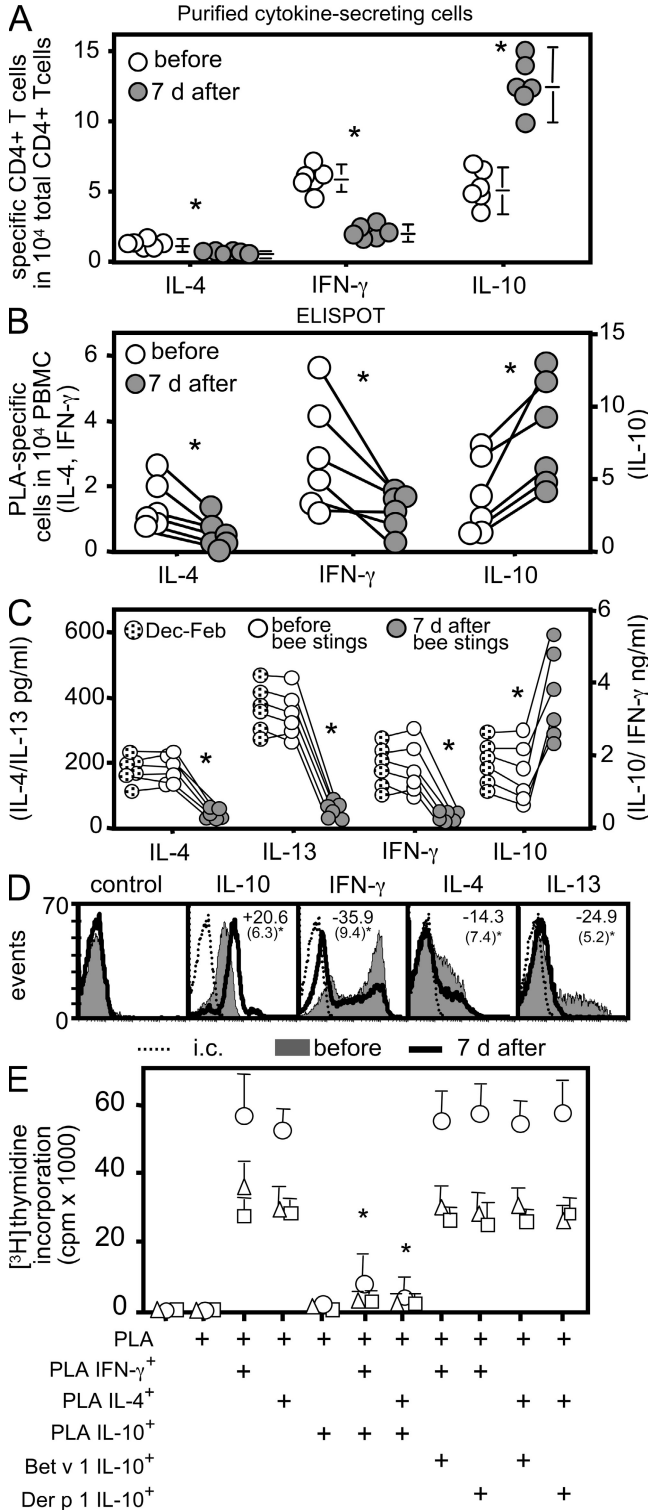 A
Purified cytokine-secreting cells
specific CD4+ T cells
in 10⁴ total CD4+ Tcells
15
10
5
0
before
7 d after
*
*
*
IL-4
IFN-γ
IL-10
B
ELISPOT
PLA-specific
cells in 10⁴ PBMC
(IL-4, IFN-γ)
6
4
2
0
before
7 d after
*
*
*
15
10
5
0
(IL-10)
IL-4
IFN-γ
IL-10
C
(IL-4/IL-13 pg/ml)
600
400
200
0
Dec-Feb
before
bee stings
7 d after
bee stings
*
*
*
*
6
4
2
0
(IL-10/ IFN-γ ng/ml)
IL-4
IL-13
IFN-γ
IL-10
D
control
IL-10
IFN-γ
IL-4
IL-13
events
70
0
+20.6
(6.3)*
-35.9
(9.4)*
-14.3
(7.4)*
-24.9
(5.2)*
i.c.
before
7 d after
E
[³H]thymidine
incorporation
(cpm x 1000)
60
40
20
0
*
*
PLA + + + + + + + + + +
PLA IFN-γ⁺ + + + +
PLA IL-4⁺ + + + +
PLA IL-10⁺ + + +
Bet v 1 IL-10⁺ + +
Der p 1 IL-10⁺ + +